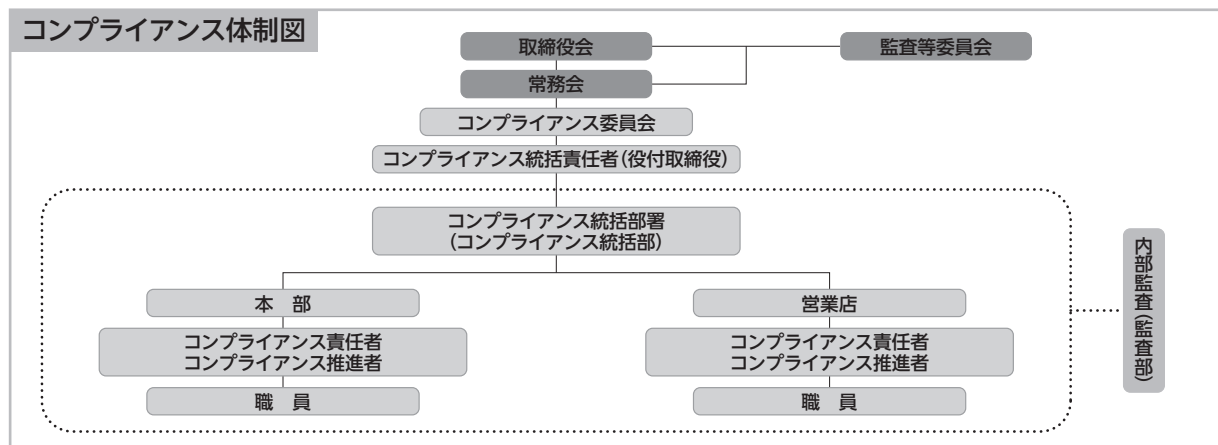 コンプライアンス体制図
取締役会
監査等委員会
常務会
コンプライアンス委員会
コンプライアンス統括責任者(役付取締役)
コンプライアンス統括部署
(コンプライアンス統括部)
本　部
営業店
コンプライアンス責任者
コンプライアンス推進者
コンプライアンス責任者
コンプライアンス推進者
職　員
職　員
内部監査(監査部)